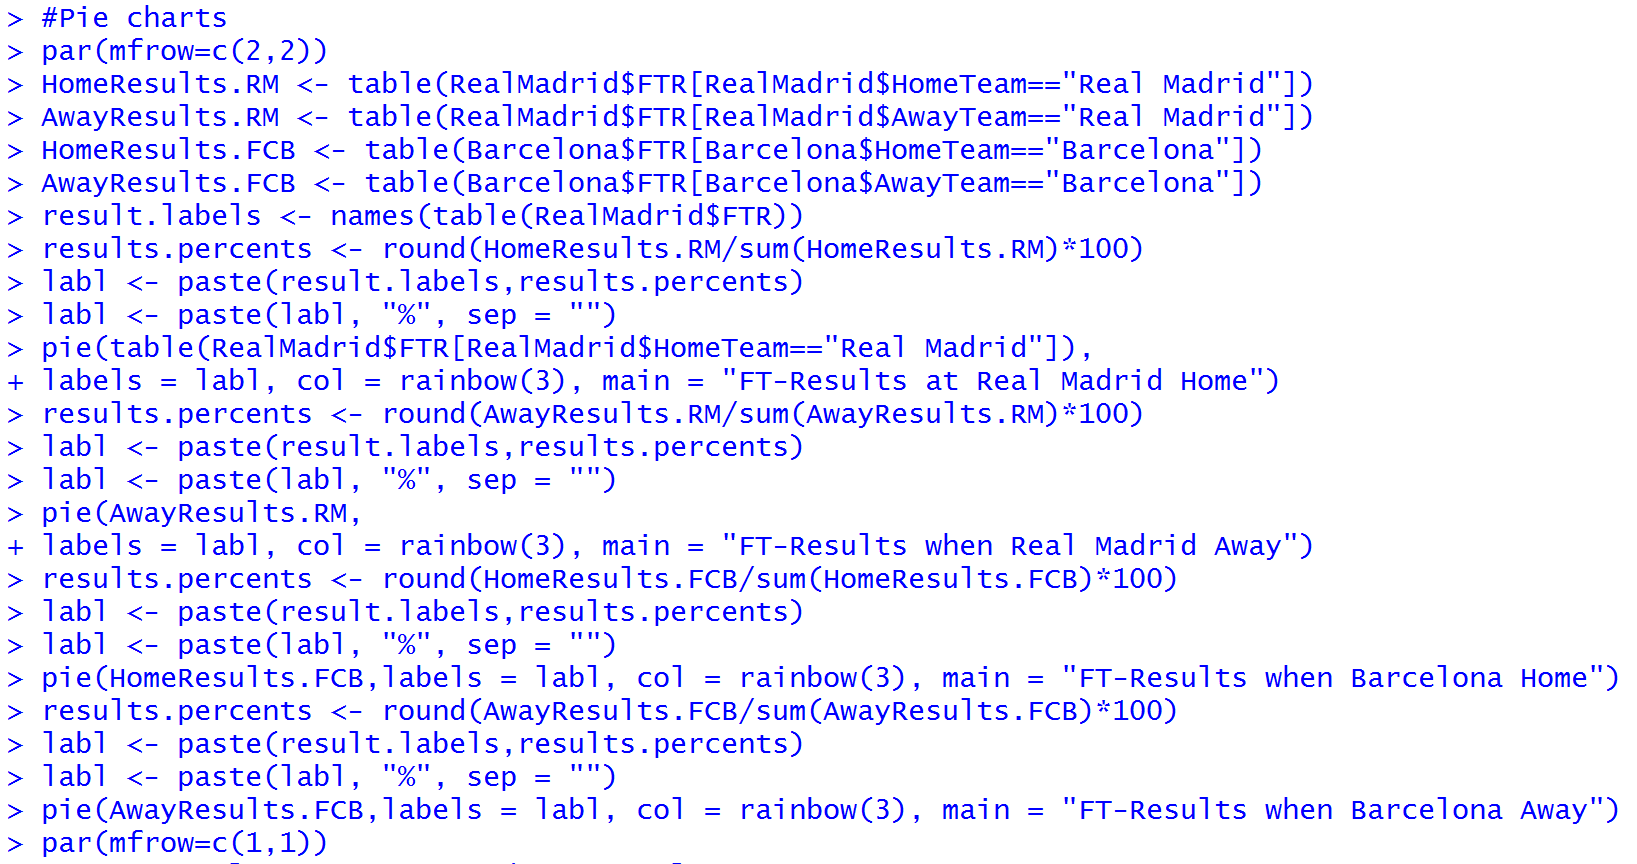 > #Pie charts
> par(mfrow=c(2,2))
> HomeResults.RM <- table(RealMadrid$FTR[RealMadrid$HomeTeam=="Real Madrid"])
> AwayResults.RM <- table(RealMadrid$FTR[RealMadrid$AwayTeam=="Real Madrid"])
> HomeResults.FCB <- table(Barcelona$FTR[Barcelona$HomeTeam=="Barcelona"])
> AwayResults.FCB <- table(Barcelona$FTR[Barcelona$AwayTeam=="Barcelona"])
> result.labels <- names(table(RealMadrid$FTR))
> results.percents <- round(HomeResults.RM/sum(HomeResults.RM)*100)
> labl <- paste(result.labels,results.percents)
> labl <- paste(labl, "%", sep = "")
> pie(table(RealMadrid$FTR[RealMadrid$HomeTeam=="Real Madrid"]),
+ labels = labl, col = rainbow(3), main = "FT-Results at Real Madrid Home")
> results.percents <- round(AwayResults.RM/sum(AwayResults.RM)*100)
> labl <- paste(result.labels,results.percents)
> labl <- paste(labl, "%", sep = "")
> pie(AwayResults.RM,
+ labels = labl, col = rainbow(3), main = "FT-Results when Real Madrid Away")
> results.percents <- round(HomeResults.FCB/sum(HomeResults.FCB)*100)
> labl <- paste(result.labels,results.percents)
> labl <- paste(labl, "%", sep = "")
> pie(HomeResults.FCB,labels = labl, col = rainbow(3), main = "FT-Results when Barcelona Home")
> results.percents <- round(AwayResults.FCB/sum(AwayResults.FCB)*100)
> labl <- paste(result.labels,results.percents)
> labl <- paste(labl, "%", sep = "")
> pie(AwayResults.FCB,labels = labl, col = rainbow(3), main = "FT-Results when Barcelona Away")
> par(mfrow=c(1,1))